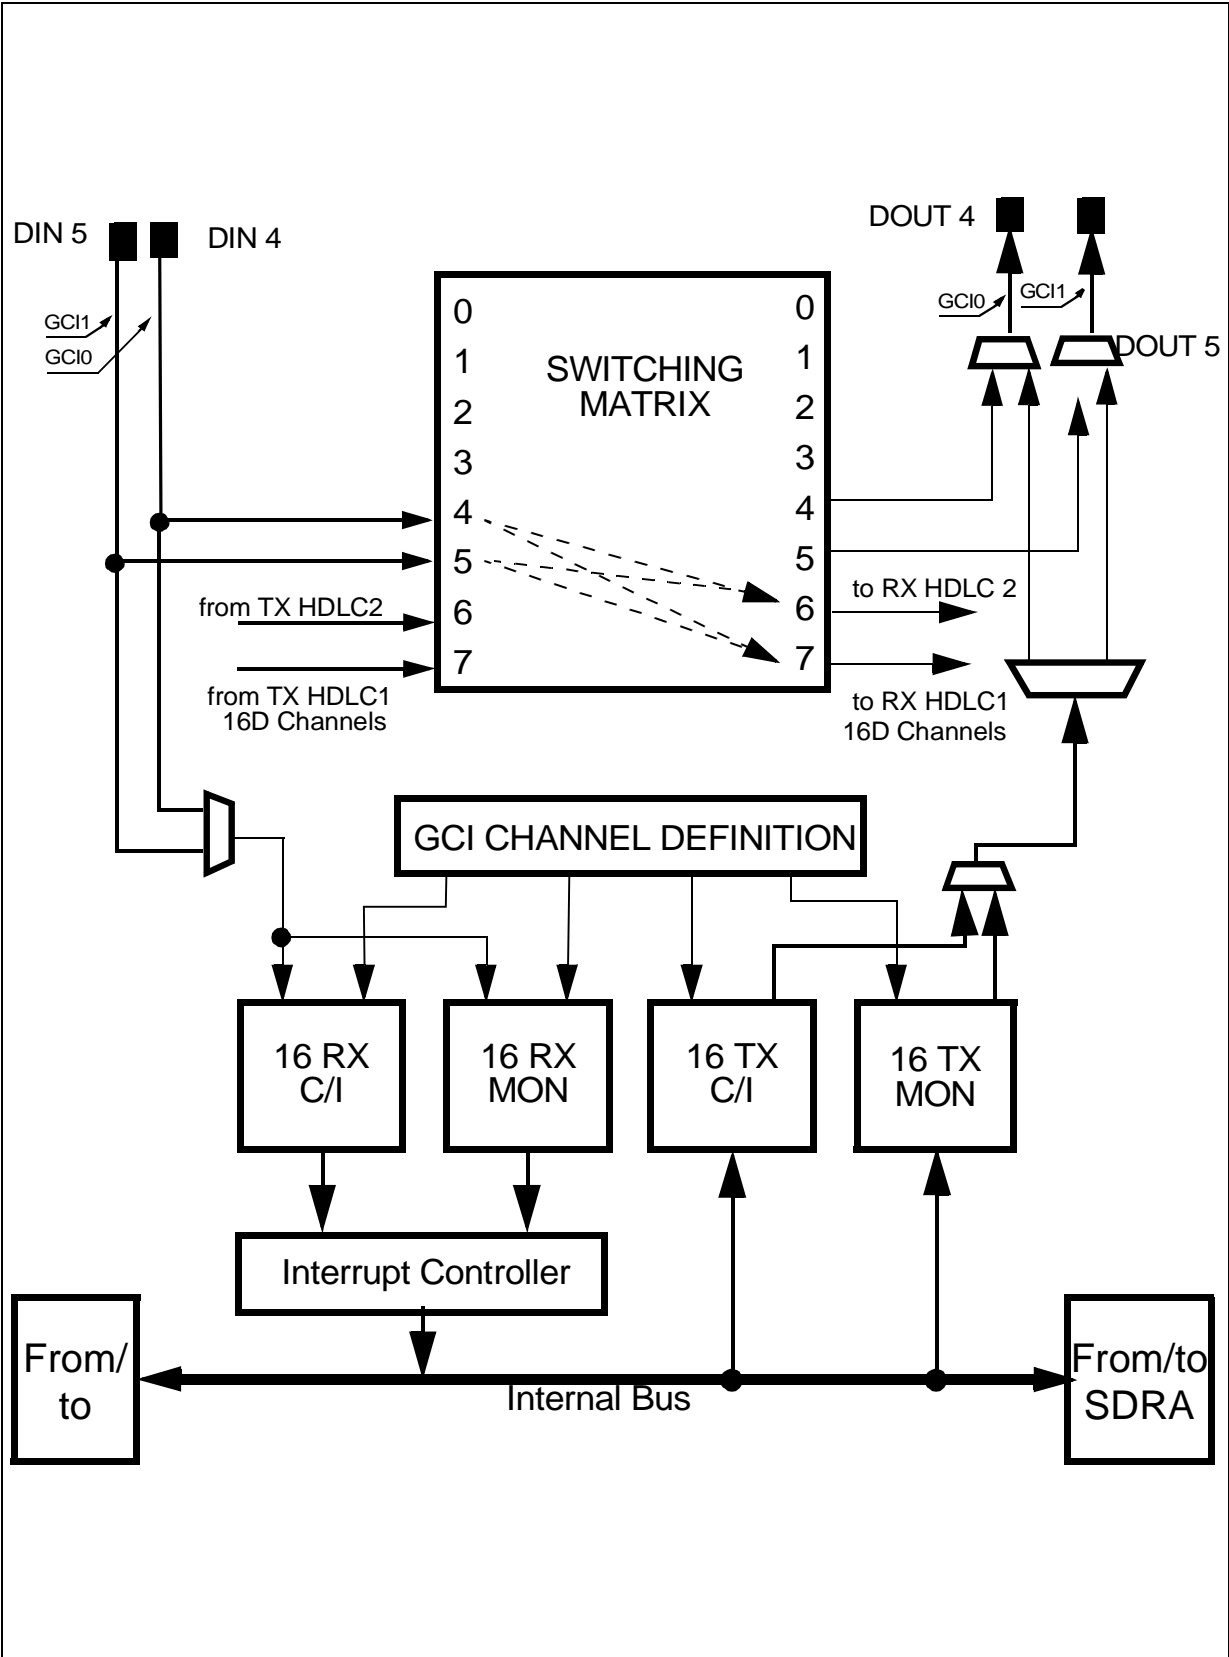 DIN 5
DIN 4
DOUT 4
GCI1
GCI0
GCI0
GCI1
DOUT 5
0
1
2
3
4
5
6
7
SWITCHING
MATRIX
0
1
2
3
4
5
6
7
from TX HDLC2
from TX HDLC1
16D Channels
to RX HDLC 2
to RX HDLC1
16D Channels
GCI CHANNEL DEFINITION
16 RX
C/I
16 RX
MON
16 TX
C/I
16 TX
MON
Interrupt Controller
From/
to
Internal Bus
From/to
SDRA